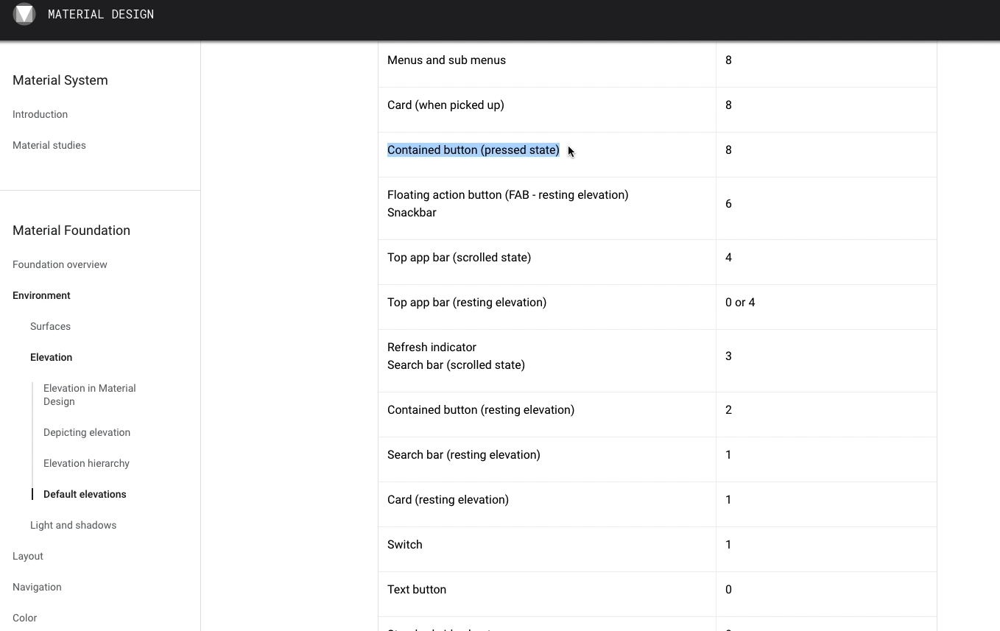 MATERIAL DESIGN
Material System
Introduction
Material studies
Material Foundation
Foundation overview
Environment
Surfaces
Elevation
Elevation in Material
Design
Depicting elevation
Elevation hierarchy
Default elevations
Light and shadows
Layout
Navigation
Color
Menus and sub menus 8
Card (when picked up) 8
Contained button (pressed state) 8
Floating action button (FAB - resting elevation)
Snackbar
6
Top app bar (scrolled state) 4
Top app bar (resting elevation) 0 or 4
Refresh indicator
Search bar (scrolled state)
3
Contained button (resting elevation) 2
Search bar (resting elevation) 1
Card (resting elevation) 1
Switch 1
Text button 0